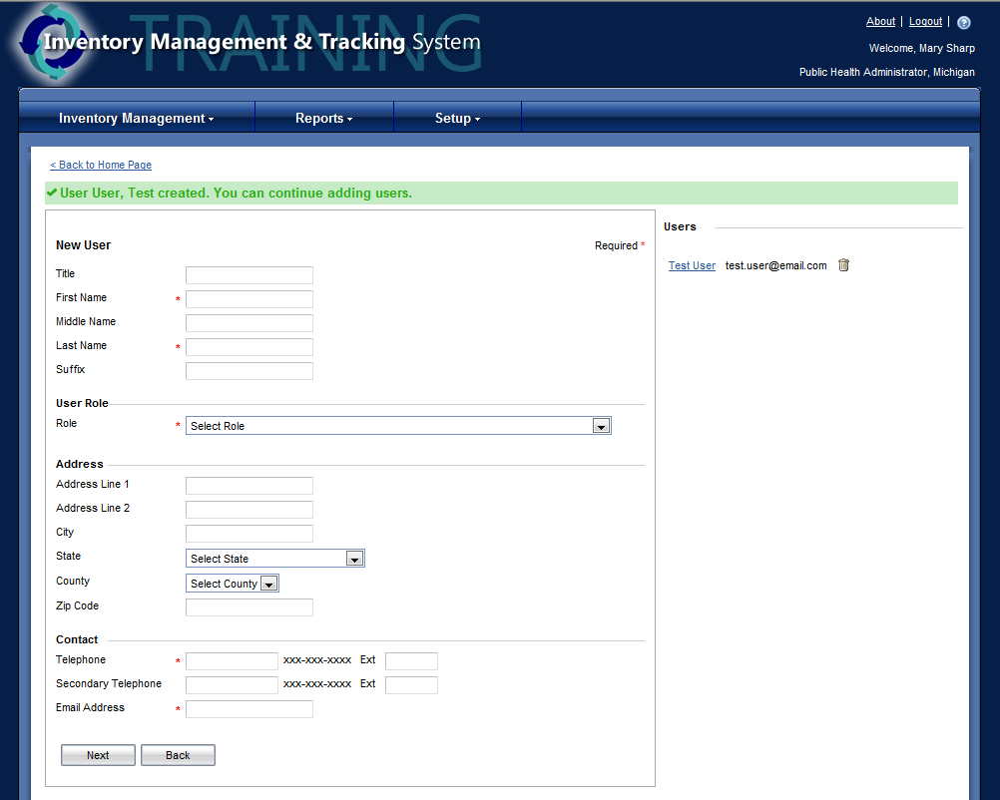 TRAINING
Inventory Management & Tracking System
About | Logout | ?
Welcome, Mary Sharp
Public Health Administrator, Michigan
Inventory Management Reports Setup
< Back to Home Page
User User, Test created. You can continue adding users.
New User Required *
Title
First Name *
Middle Name
Last Name *
Suffix
User Role
Role * Select Role
Address
Address Line 1
Address Line 2
City
State Select State
County Select County
Zip Code
Contact
Telephone * xxx-xxx-xxxx Ext
Secondary Telephone xxx-xxx-xxxx Ext
Email Address *
Next Back
Users
Test User test.user@email.com